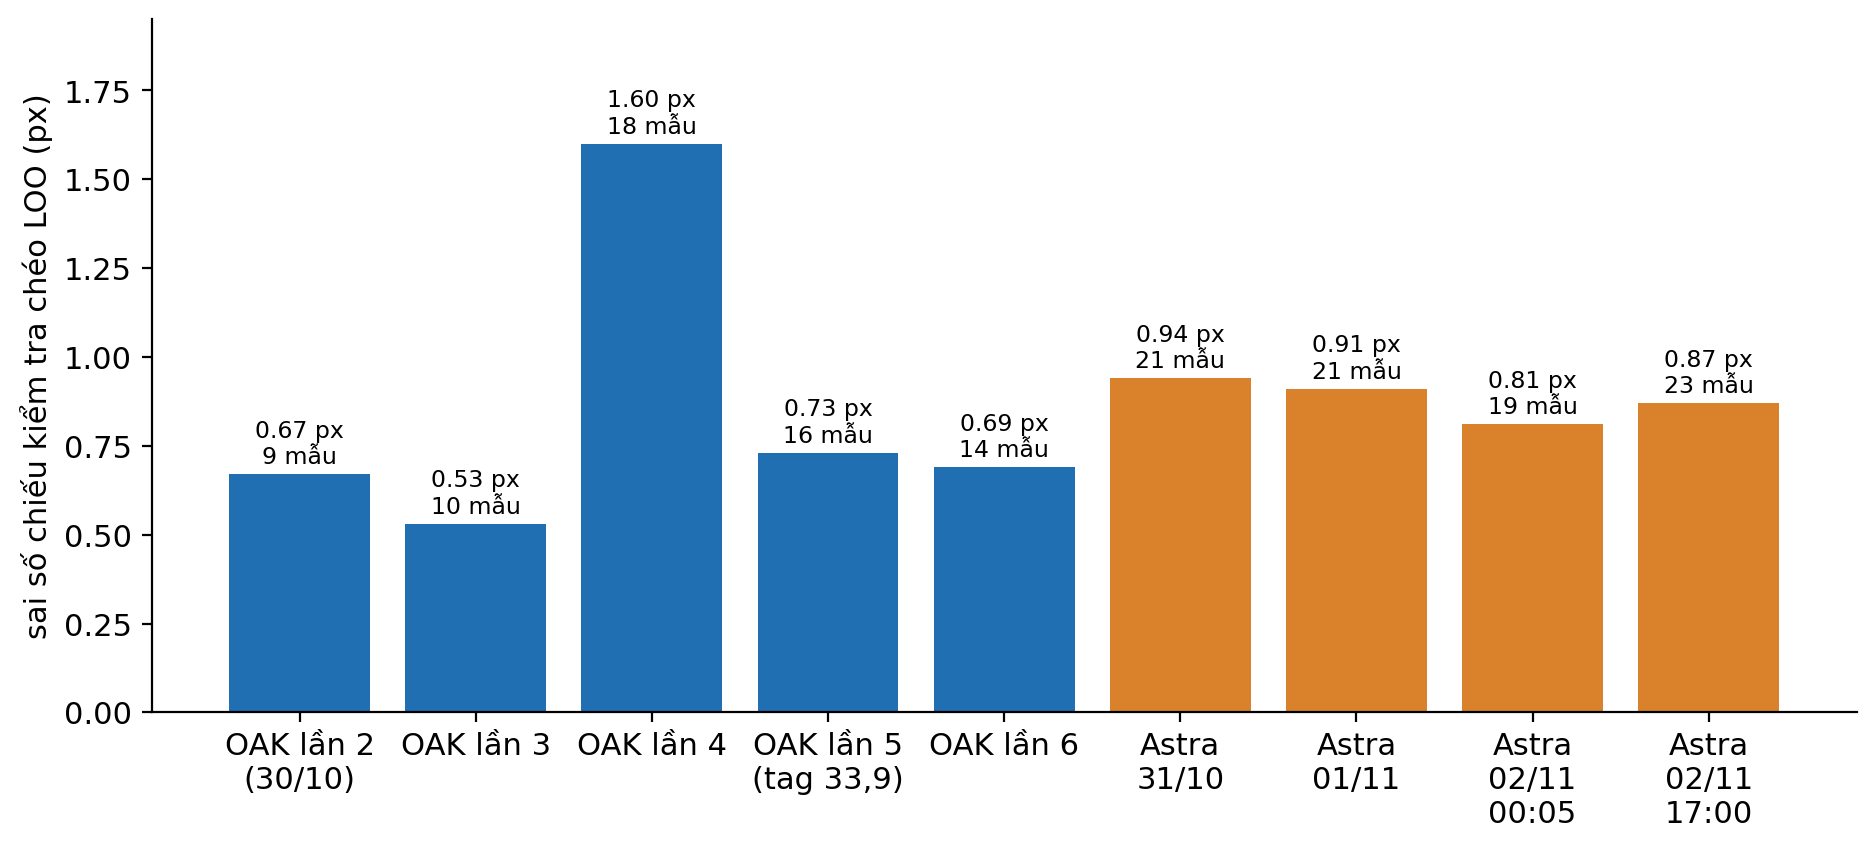 sai số chiếu kiểm tra chéo LOO (px)
1.75
1.50
1.25
1.00
0.75
0.50
0.25
0.00
0.67 px
9 mẫu
0.53 px
10 mẫu
1.60 px
18 mẫu
0.73 px
16 mẫu
0.69 px
14 mẫu
0.94 px
21 mẫu
0.91 px
21 mẫu
0.81 px
19 mẫu
0.87 px
23 mẫu
OAK lần 2
(30/10)
OAK lần 3
OAK lần 4
OAK lần 5
(tag 33,9)
OAK lần 6
Astra
31/10
Astra
01/11
Astra
02/11
00:05
Astra
02/11
17:00